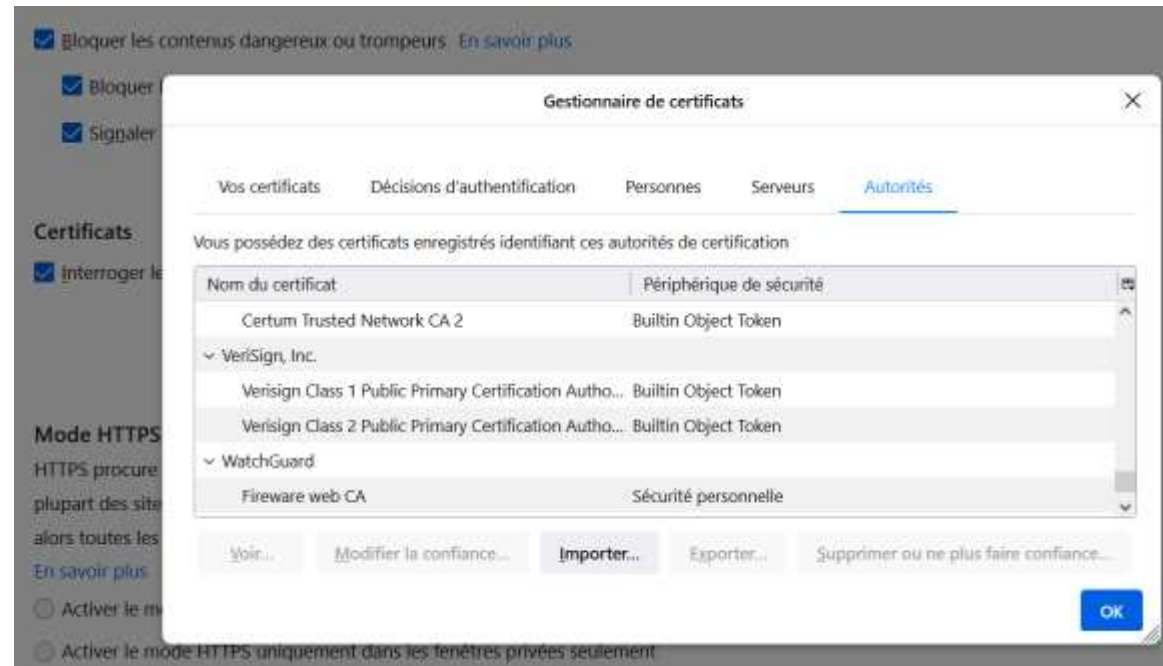 Bloquer les contenus dangereux ou trompeurs En savoir plus
Bloquer
Signaler
Gestionnaire de certificats
Vos certificats Décisions d'authentification Personnes Serveurs Autorités
Certificats
Vous possédez des certificats enregistrés identifiant ces autorités de certification
Interroger le
Nom du certificat Périphérique de sécurité
Certum Trusted Network CA 2 Builtin Object Token
VeriSign, Inc.
Verisign Class 1 Public Primary Certification Autho... Builtin Object Token
Verisign Class 2 Public Primary Certification Autho... Builtin Object Token
Mode HTTPS
WatchGuard
HTTPS procure
Fireware web CA Sécurité personnelle
plupart des site
alors toutes les
Voir... Modifier la confiance... Importer... Exporter... Supprimer ou ne plus faire confiance...
En savoir plus
Activer le
OK
Activer le mode HTTPS uniquement dans les fenêtres privées seulement